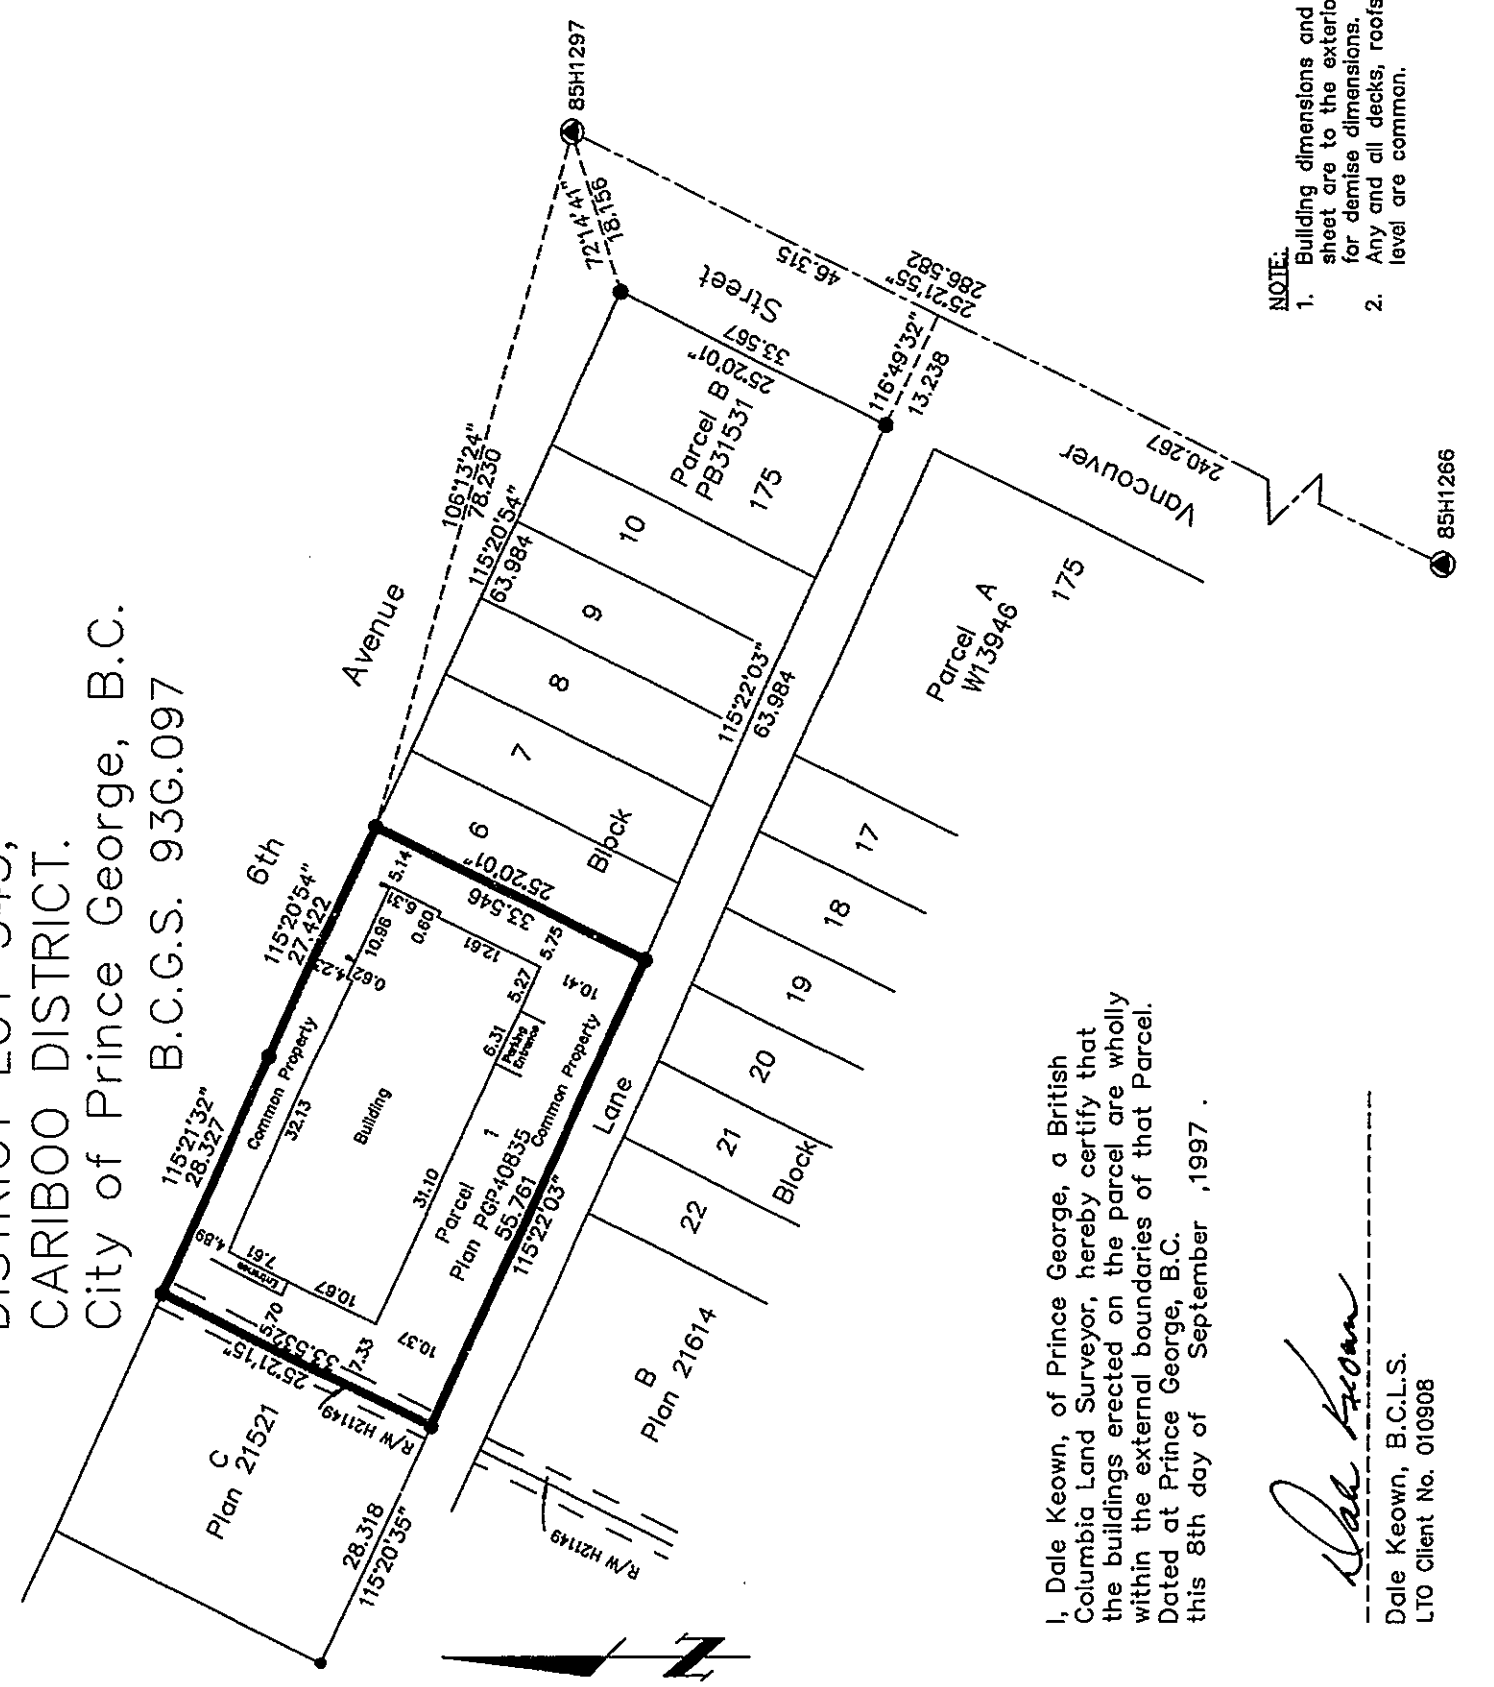 CARIBOO DISTRICT.
City of Prince George, B.C.
B.C.G.S. 93G.097
85H1297
72°14'41"
18.156
106°13'24"
78.230
Avenue
6th
115°20'54"
63.984
115°20'54"
27.422
115°21'32"
28.327
46.315
Street
33.567
25°20'01"
25°21'55"
286.582
116°49'32"
13.238
Vancouver
240.267
85H1266
Parcel B
PB31531
175
10
9
8
7
6
Block
115°22'03"
63.984
Parcel A
W13946
175
17
18
19
20
21
22
Block
Lane
B
Plan 21614
R/W H21149
C
Plan 21521
R/W H21149
28.318
115°20'35"
25°20'01"
33.546
5.14
6.31
0.60
10.96
4.23
0.62
12.61
5.75
5.27
10.41
6.31
Parking
Entrance
Common Property
Common Property
32.13
Building
31.10
Parcel 1
Plan PGP40835
55.761
115°22'03"
4.89
7.61
Entrance
10.67
5.70
33.532
25°21'15"
7.33
10.37
N
NOTE:
1. Building dimensions and
sheet are to the exterio
for demise dimensions.
2. Any and all decks, roofs
level are common.
I, Dale Keown, of Prince George, a British
Columbia Land Surveyor, hereby certify that
the buildings erected on the parcel are wholly
within the external boundaries of that Parcel.
Dated at Prince George, B.C.
this 8th day of September ,1997 .
Dale Keown
Dale Keown, B.C.L.S.
LTO Client No. 010908